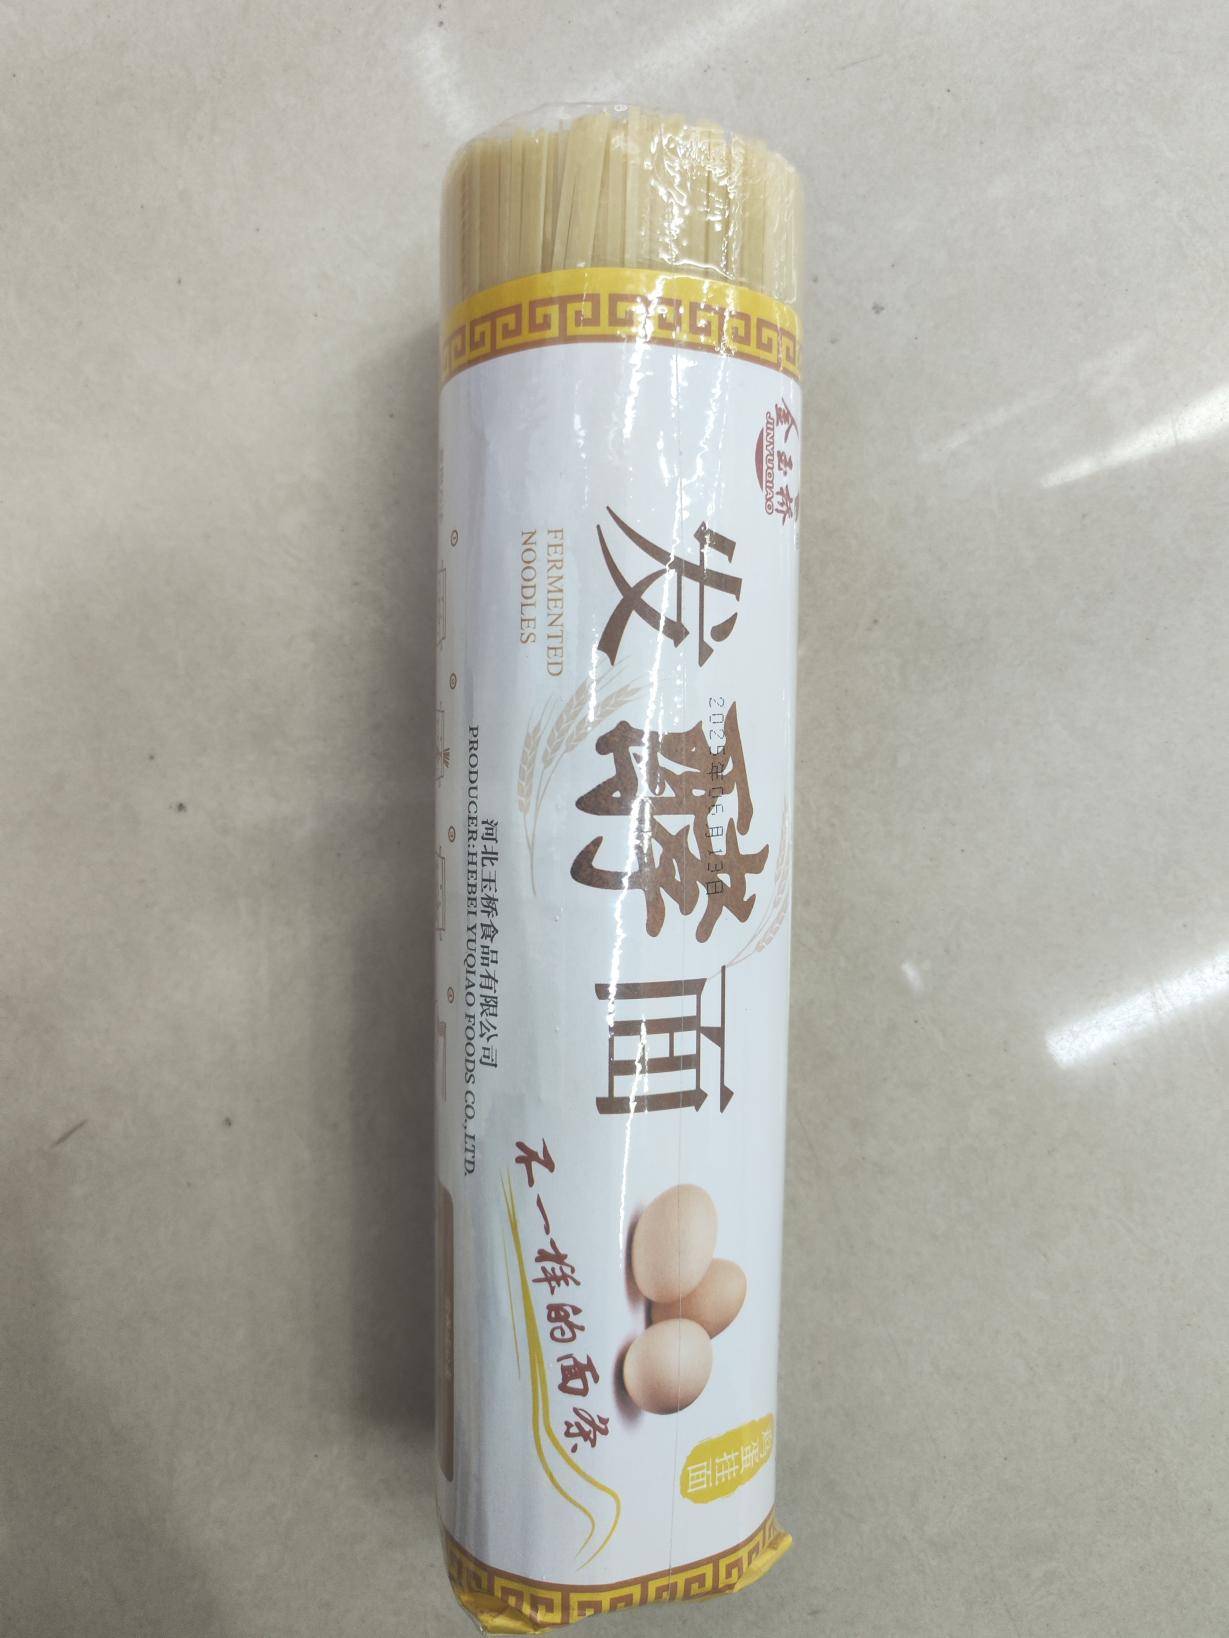 金玉桥
JINYUQIAO
发酵面
FERMENTED
NOODLES
2025年06月13日
河北玉桥食品有限公司
PRODUCER:HEBEI YUQIAO FOODS CO.,LTD.
不一样的面条
鸡蛋挂面